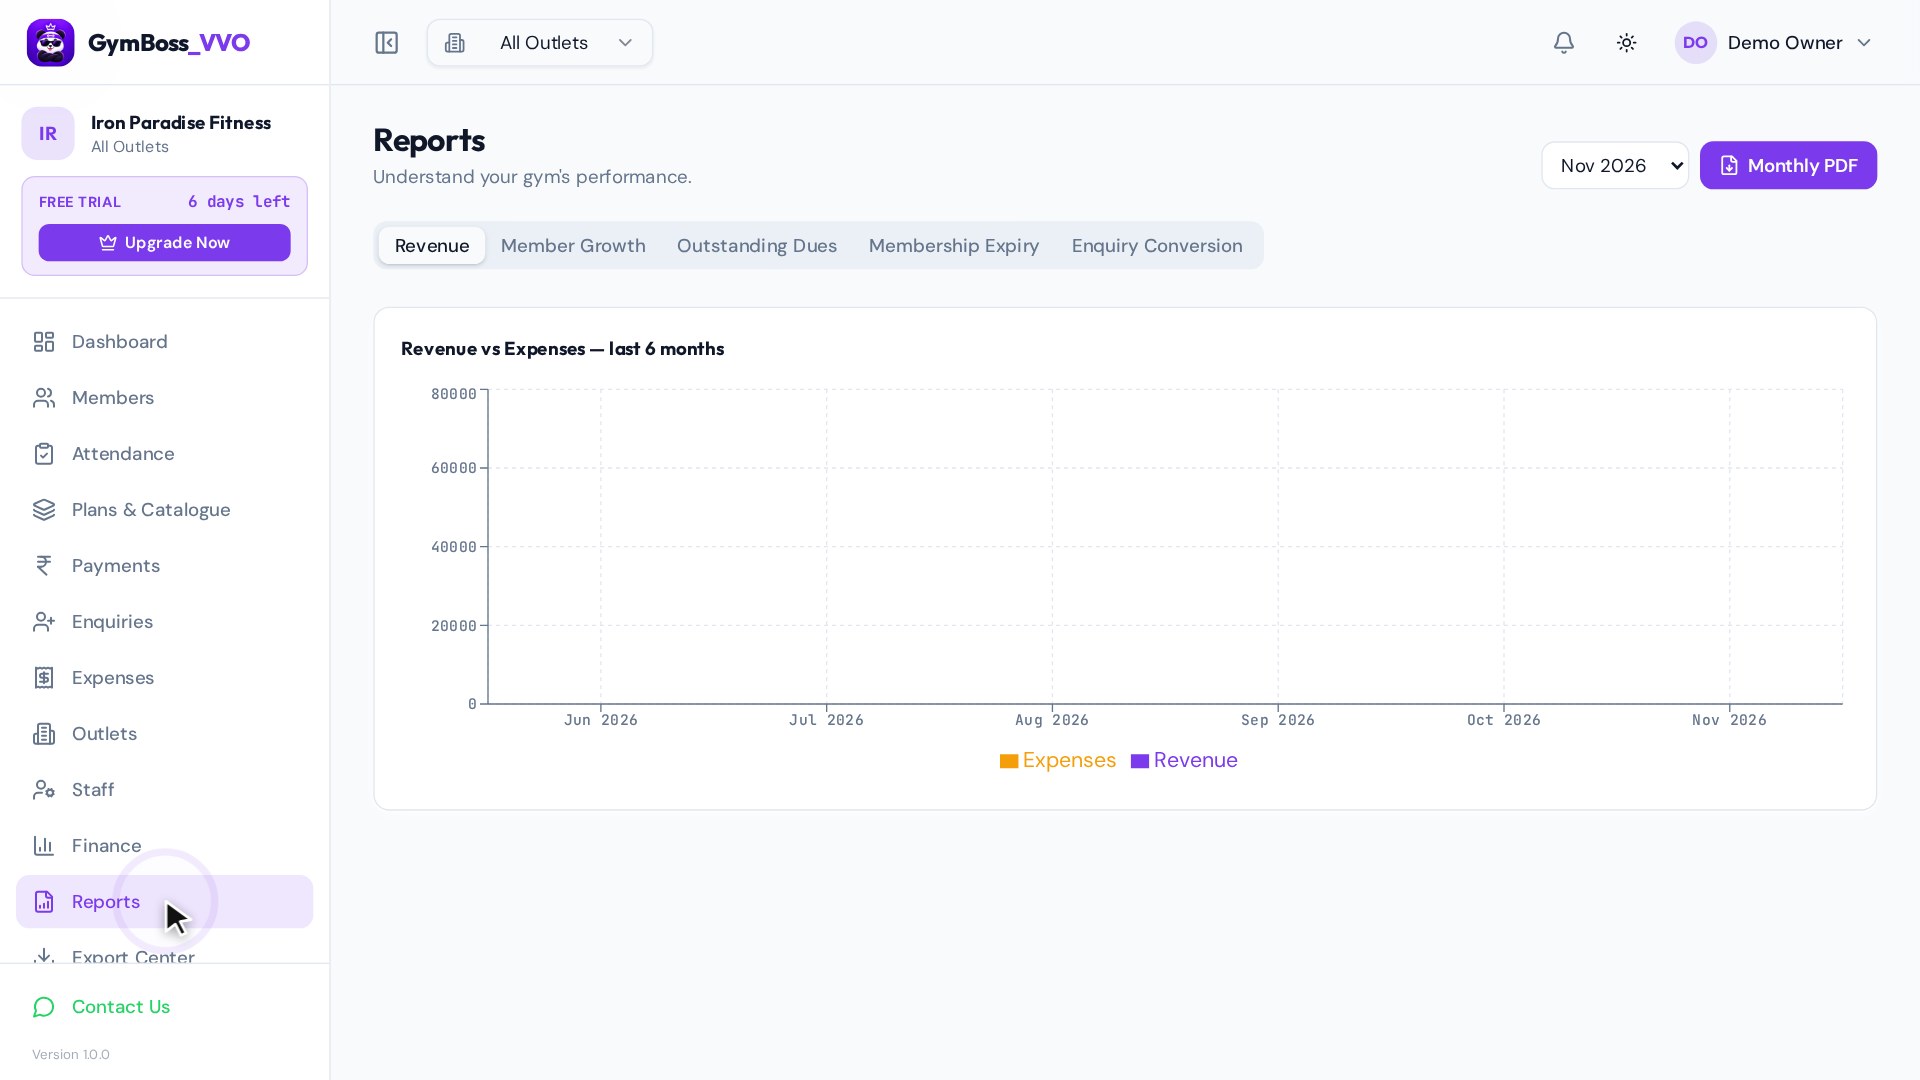 GymBoss_VVO
All Outlets
DO
Demo Owner
IR
Iron Paradise Fitness
All Outlets
FREE TRIAL
6 days left
Upgrade Now
Dashboard
Members
Attendance
Plans & Catalogue
Payments
Enquiries
Expenses
Outlets
Staff
Finance
Reports
Export Center
Contact Us
Version 1.0.0
Reports
Understand your gym's performance.
Nov 2026
Monthly PDF
Revenue
Member Growth
Outstanding Dues
Membership Expiry
Enquiry Conversion
Revenue vs Expenses — last 6 months
80000
60000
40000
20000
0
Jun 2026
Jul 2026
Aug 2026
Sep 2026
Oct 2026
Nov 2026
Expenses
Revenue